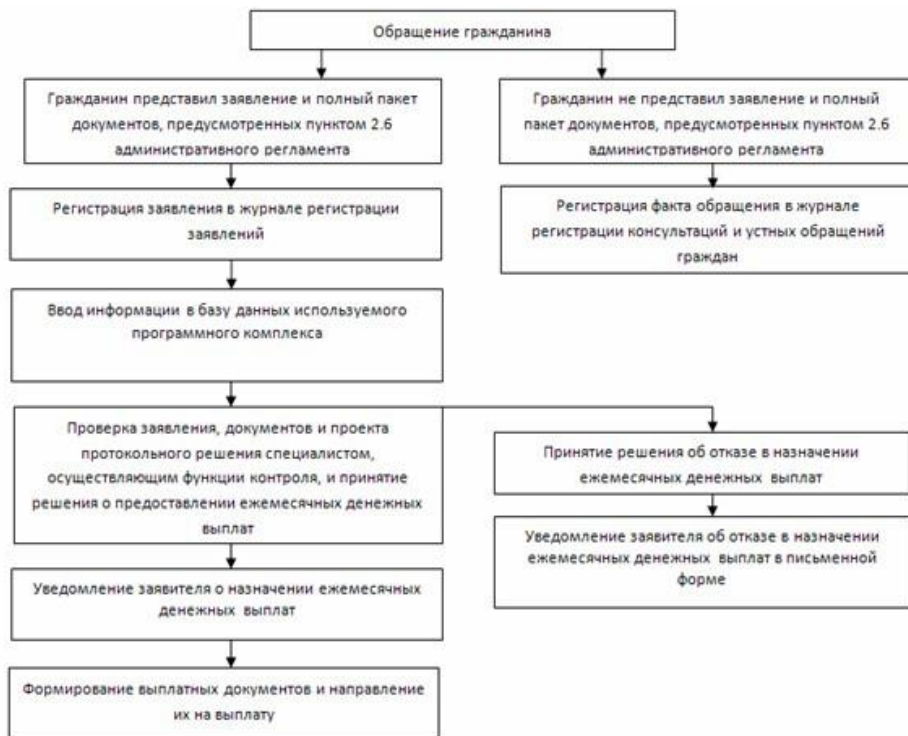 Обращение гражданина
Гражданин представил заявление и полный пакет
документов, предусмотренных пунктом 2.6
административного регламента
Гражданин не представил заявление и полный
пакет документов, предусмотренных пунктом 2.6
административного регламента
Регистрация заявления в журнале регистрации
заявлений
Регистрация факта обращения в журнале
регистрации консультаций и устных обращений
граждан
Ввод информации в базу данных используемого
программного комплекса
Проверка заявления, документов и проекта
протокольного решения специалистом,
осуществляющим функции контроля, и принятие
решения о предоставлении ежемесячных денежных
выплат
Принятие решения об отказе в назначении
ежемесячных денежных выплат
Уведомление заявителя об отказе в назначении
ежемесячных денежных выплат в письменной
форме
Уведомление заявителя о назначении ежемесячных
денежных выплат
Формирование выплатных документов и направление
их на выплату